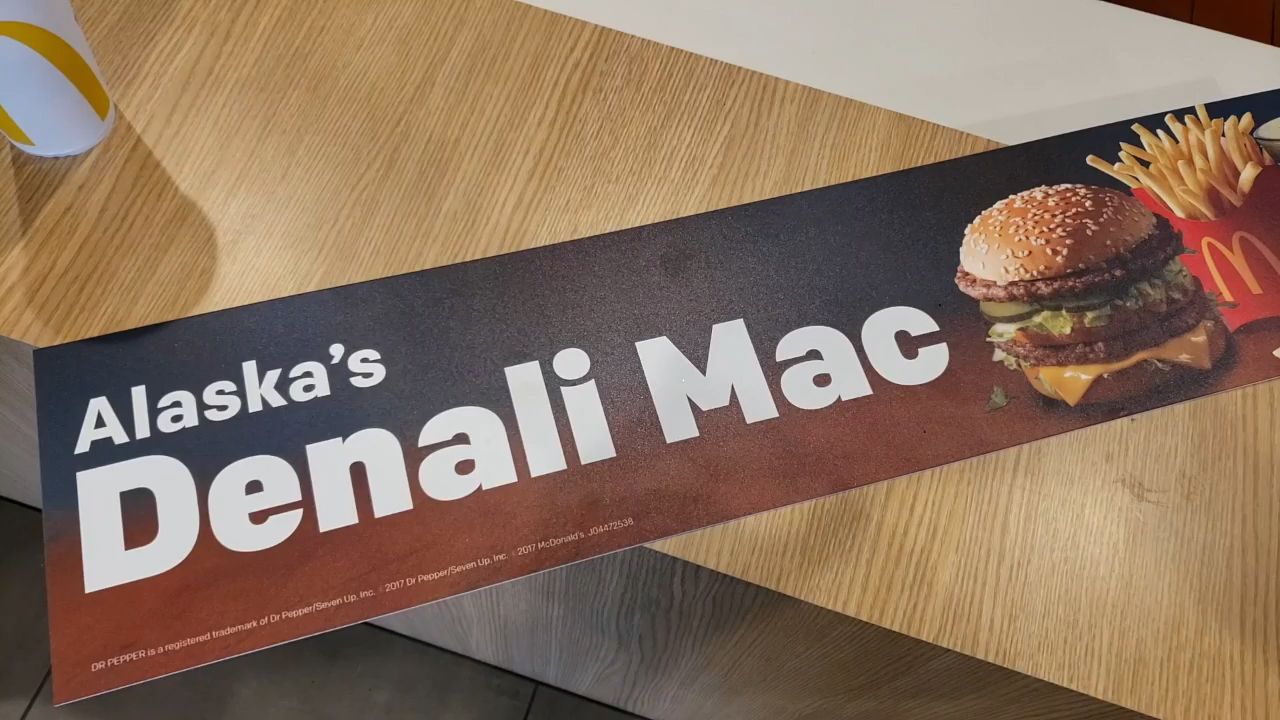 Alaska's
Denali Mac
DR PEPPER is a registered trademark of Dr Pepper/Seven Up, Inc. ©2017 Dr Pepper/Seven Up, Inc. ©2017 McDonald's J04472536